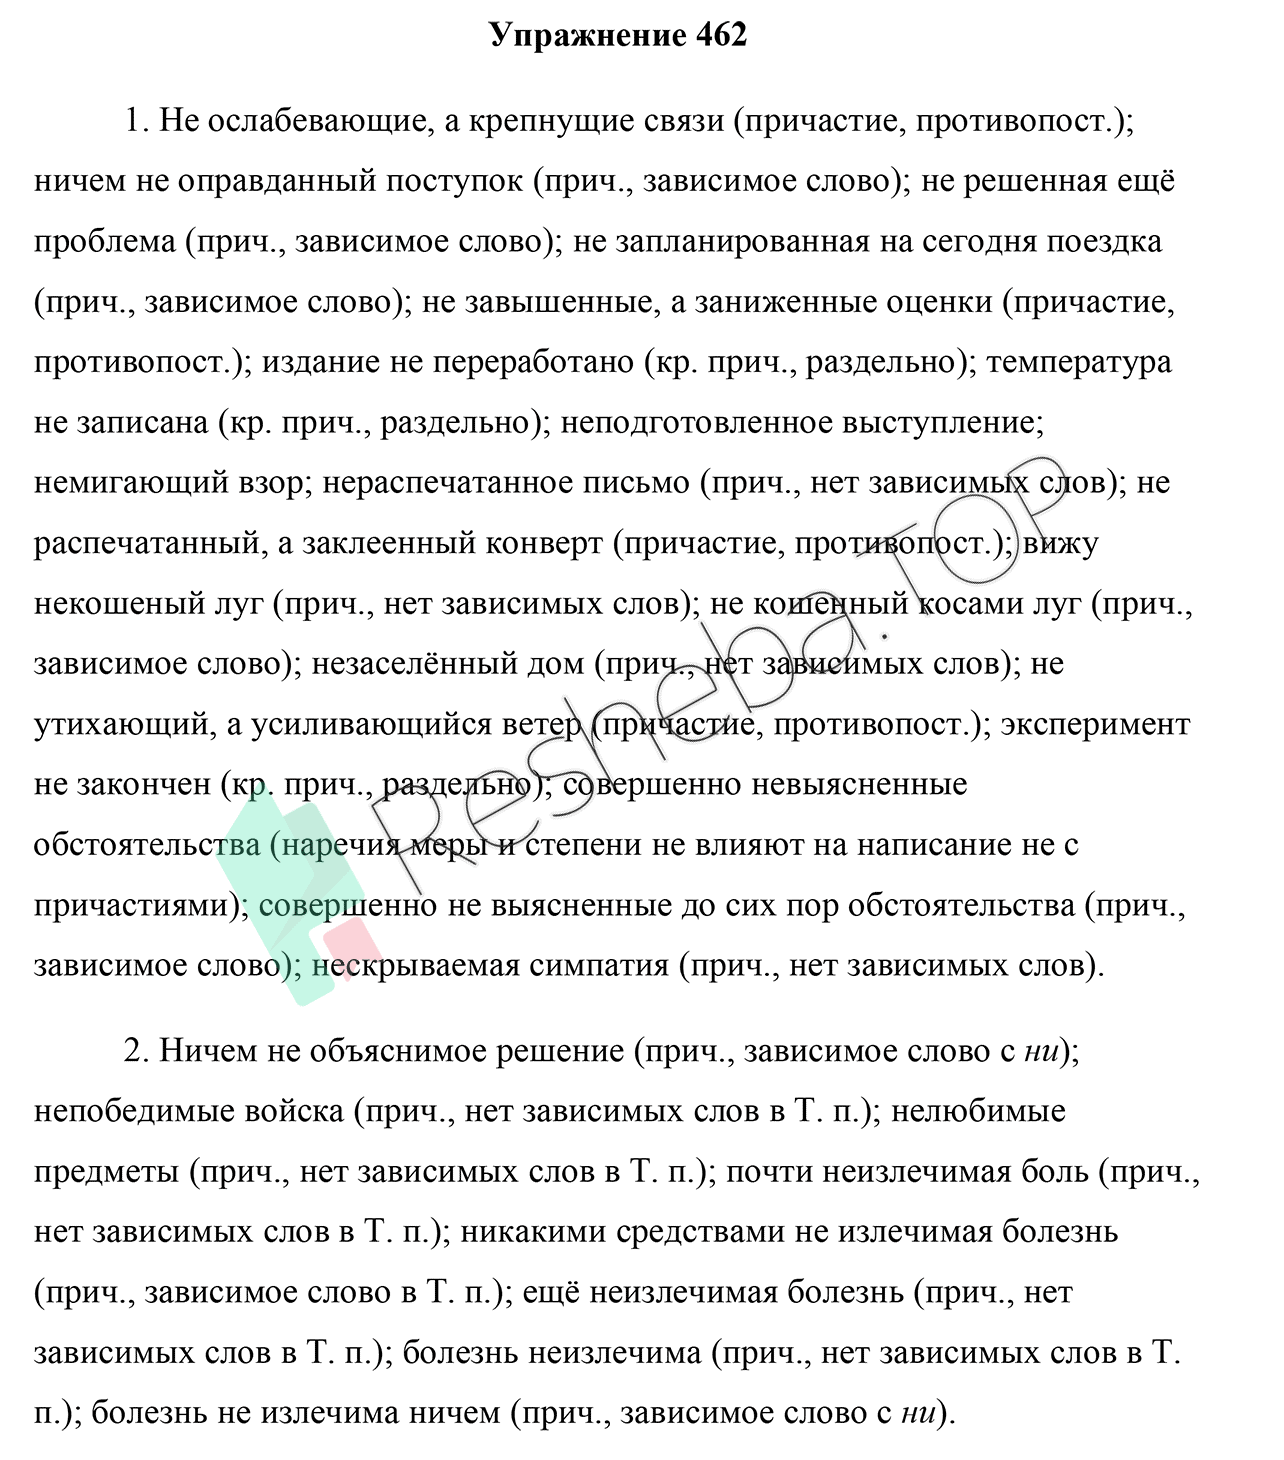 Упражнение 462
1. Не ослабевающие, а крепнущие связи (причастие, противопост.);
ничем не оправданный поступок (прич., зависимое слово); не решенная ещё
проблема (прич., зависимое слово); не запланированная на сегодня поездка
(прич., зависимое слово); не завышенные, а заниженные оценки (причастие,
противопост.); издание не переработано (кр. прич., раздельно); температура
не записана (кр. прич., раздельно); неподготовленное выступление;
немигающий взор; нераспечатанное письмо (прич., нет зависимых слов); не
распечатанный, а заклеенный конверт (причастие, противопост.); вижу
некошеный луг (прич., нет зависимых слов); не кошенный косами луг (прич.,
зависимое слово); незаселённый дом (прич., нет зависимых слов); не
утихающий, а усиливающийся ветер (причастие, противопост.); эксперимент
не закончен (кр. прич., раздельно); совершенно невыясненные
обстоятельства (наречия меры и степени не влияют на написание не с
причастиями); совершенно не выясненные до сих пор обстоятельства (прич.,
зависимое слово); нескрываемая симпатия (прич., нет зависимых слов).
2. Ничем не объяснимое решение (прич., зависимое слово с ни);
непобедимые войска (прич., нет зависимых слов в Т. п.); нелюбимые
предметы (прич., нет зависимых слов в Т. п.); почти неизлечимая боль (прич.,
нет зависимых слов в Т. п.); никакими средствами не излечимая болезнь
(прич., зависимое слово в Т. п.); ещё неизлечимая болезнь (прич., нет
зависимых слов в Т. п.); болезнь неизлечима (прич., нет зависимых слов в Т.
п.); болезнь не излечима ничем (прич., зависимое слово с ни).
Resheba.TOP